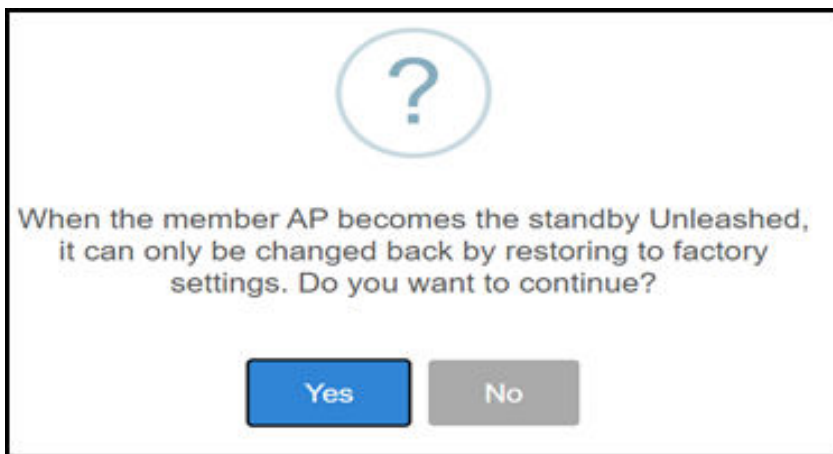 ?
When the member AP becomes the standby Unleashed,
it can only be changed back by restoring to factory
settings. Do you want to continue?
Yes No